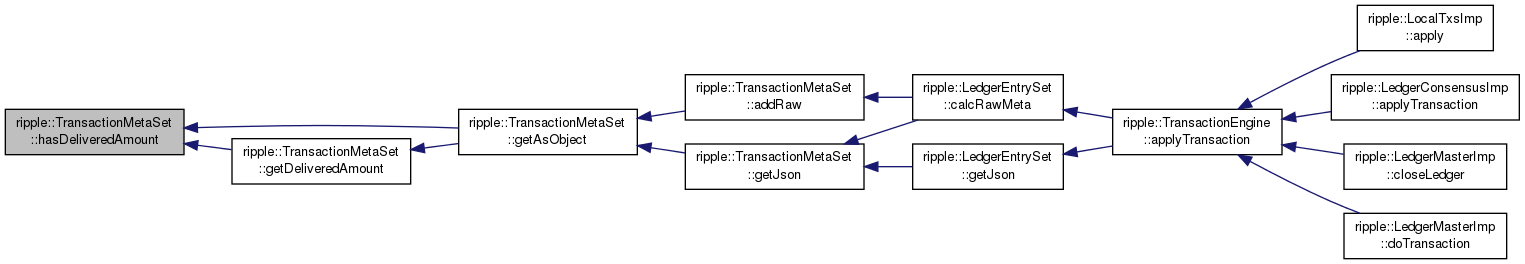 ripple::TransactionMetaSet
::hasDeliveredAmount
ripple::TransactionMetaSet
::getDeliveredAmount
ripple::TransactionMetaSet
::getAsObject
ripple::TransactionMetaSet
::addRaw
ripple::TransactionMetaSet
::getJson
ripple::LedgerEntrySet
::calcRawMeta
ripple::LedgerEntrySet
::getJson
ripple::TransactionEngine
::applyTransaction
ripple::LocalTxsImp
::apply
ripple::LedgerConsensusImp
::applyTransaction
ripple::LedgerMasterImp
::closeLedger
ripple::LedgerMasterImp
::doTransaction